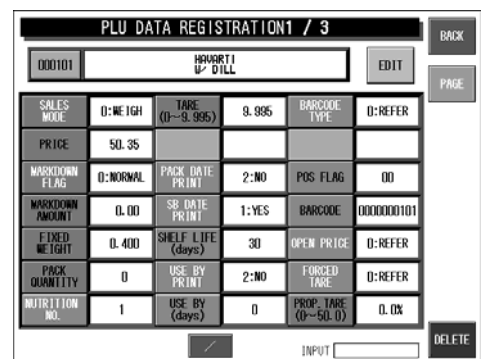 PLU DATA REGISTRATION1 / 3
BACK
000101
HAVARTI
W/ DILL
EDIT
PAGE
SALES MODE 0:WEIGH TARE (0~9.995) 9.995 BARCODE TYPE 0:REFER
PRICE 50.35
MARKDOWN FLAG 0:NORMAL PACK DATE PRINT 2:NO POS FLAG 00
MARKDOWN AMOUNT 0.00 SB DATE PRINT 1:YES BARCODE 0000000101
FIXED WEIGHT 0.400 SHELF LIFE (days) 30 OPEN PRICE 0:REFER
PACK QUANTITY 0 USE BY PRINT 2:NO FORCED TARE 0:REFER
NUTRITION NO. 1 USE BY (days) 0 PROP. TARE (0~50.0) 0.0%
/
INPUT
DELETE